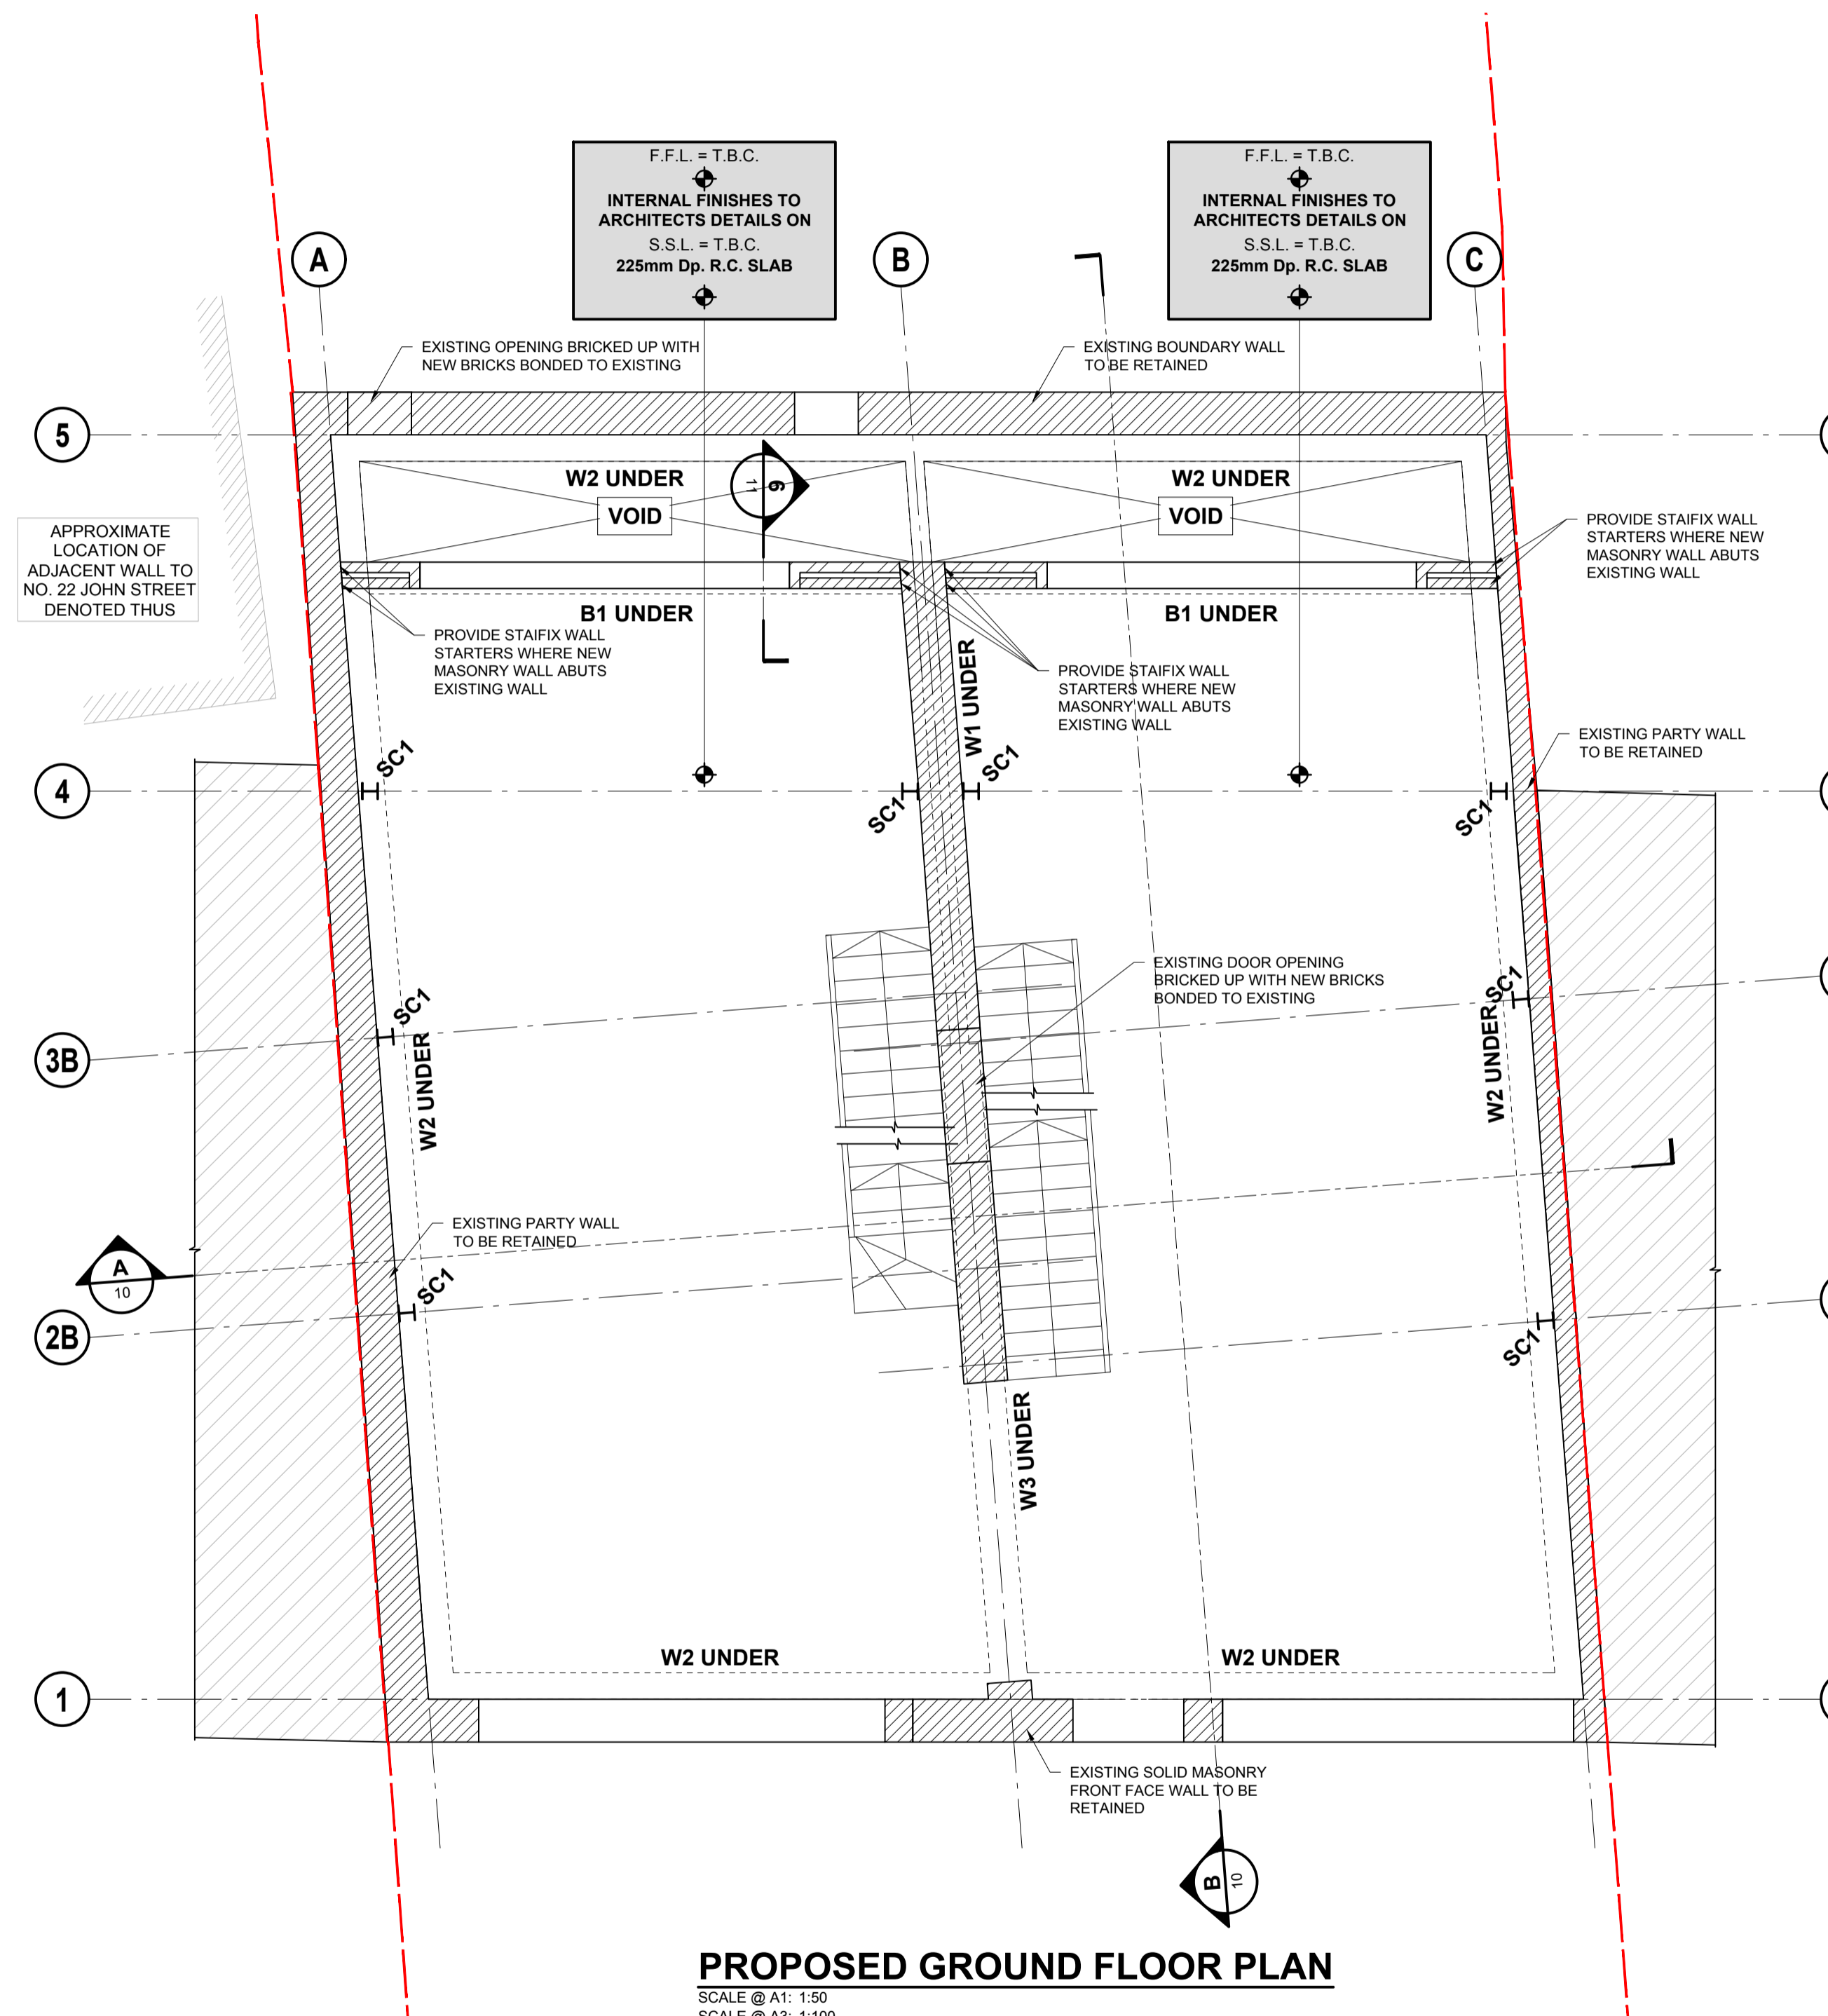 F.F.L. = T.B.C.
INTERNAL FINISHES TO
ARCHITECTS DETAILS ON
S.S.L. = T.B.C.
225mm Dp. R.C. SLAB
F.F.L. = T.B.C.
INTERNAL FINISHES TO
ARCHITECTS DETAILS ON
S.S.L. = T.B.C.
225mm Dp. R.C. SLAB
A
B
C
EXISTING OPENING BRICKED UP WITH
NEW BRICKS BONDED TO EXISTING
EXISTING BOUNDARY WALL
TO BE RETAINED
5
W2 UNDER
VOID
6
11
W2 UNDER
VOID
APPROXIMATE
LOCATION OF
ADJACENT WALL TO
NO. 22 JOHN STREET
DENOTED THUS
PROVIDE STAIFIX WALL
STARTERS WHERE NEW
MASONRY WALL ABUTS
EXISTING WALL
B1 UNDER
B1 UNDER
PROVIDE STAIFIX WALL
STARTERS WHERE NEW
MASONRY WALL ABUTS
EXISTING WALL
W1 UNDER
PROVIDE STAIFIX WALL
STARTERS WHERE NEW
MASONRY WALL ABUTS
EXISTING WALL
EXISTING PARTY WALL
TO BE RETAINED
4
SC1
SC1
SC1
SC1
EXISTING DOOR OPENING
BRICKED UP WITH NEW BRICKS
BONDED TO EXISTING
3B
SC1
SC1
W2 UNDER
W2 UNDER
EXISTING PARTY WALL
TO BE RETAINED
A
10
2B
SC1
SC1
W3 UNDER
W2 UNDER
W2 UNDER
1
EXISTING SOLID MASONRY
FRONT FACE WALL TO BE
RETAINED
B
10
PROPOSED GROUND FLOOR PLAN
SCALE @ A1: 1:50
SCALE @ A3: 1:100